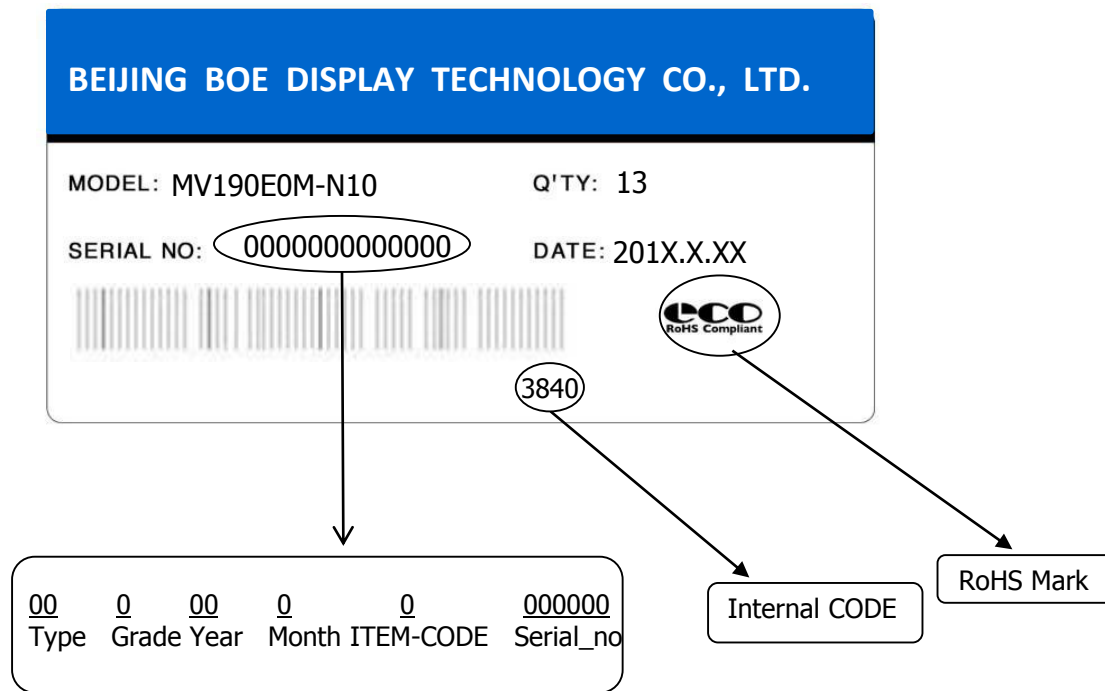 BEIJING BOE DISPLAY TECHNOLOGY CO., LTD.
MODEL: MV190E0M-N10 Q'TY: 13
SERIAL NO: 0000000000000 DATE: 201X.X.XX
eco
RoHS Compliant
3840
00 0 00 0 0 000000
Type Grade Year Month ITEM-CODE Serial_no
Internal CODE
RoHS Mark